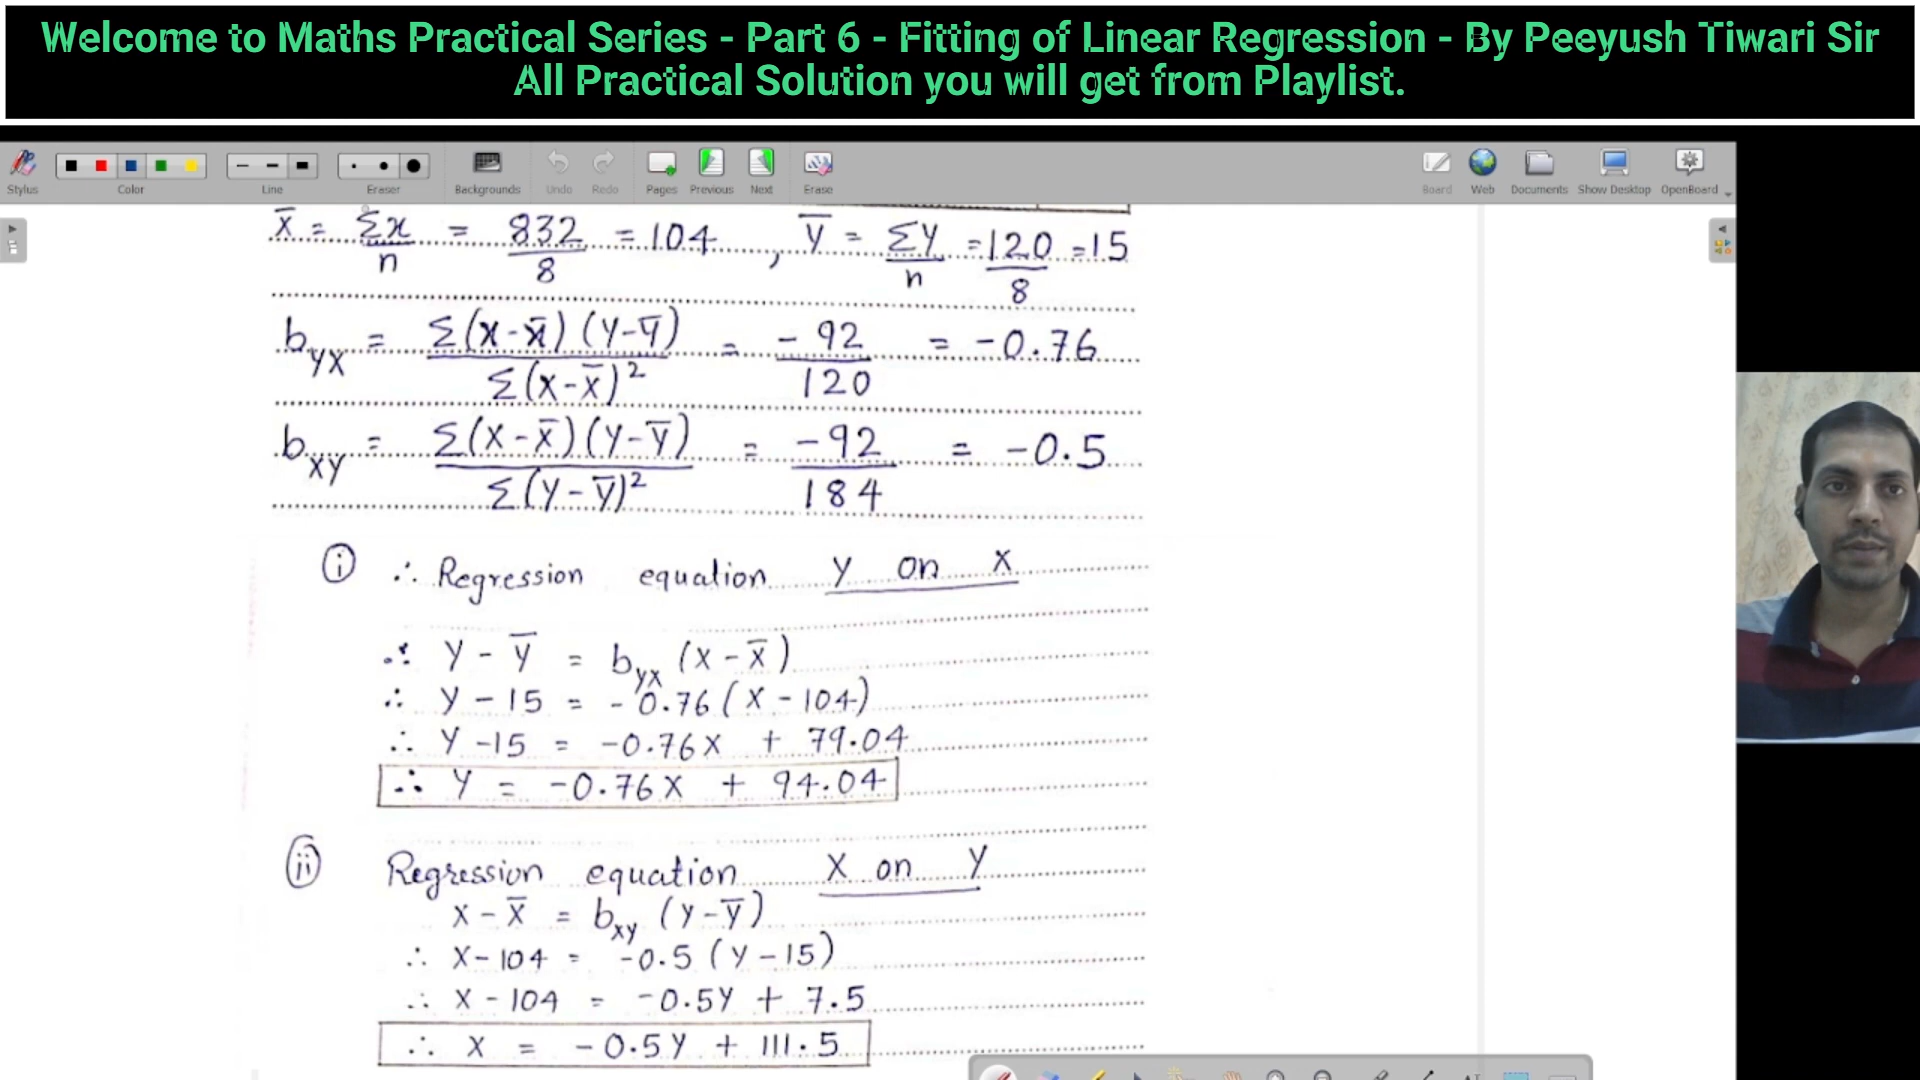 Welcome to Maths Practical Series - Part 6 - Fitting of Linear Regression - By Peeyush Tiwari Sir
All Practical Solution you will get from Playlist.
Stylus Color Line Eraser Backgrounds Undo Redo Pages Previous Next Erase Board Web Documents Show Desktop OpenBoard
x̅ = Σx/n = 832/8 = 104 , y̅ = Σy/n = 120/8 = 15
b_yx = Σ(x-x̅)(y-y̅)/Σ(x-x̅)² = -92/120 = -0.76
b_xy = Σ(x-x̅)(y-y̅)/Σ(y-y̅)² = -92/184 = -0.5
(i) ∴ Regression equation y on x
∴ y - y̅ = b_yx (x - x̅)
∴ y - 15 = -0.76 (x - 104)
∴ y - 15 = -0.76x + 79.04
∴ y = -0.76x + 94.04
(ii) Regression equation x on y
x - x̅ = b_xy (y - y̅)
∴ x - 104 = -0.5 (y - 15)
∴ x - 104 = -0.5y + 7.5
∴ x = -0.5y + 111.5